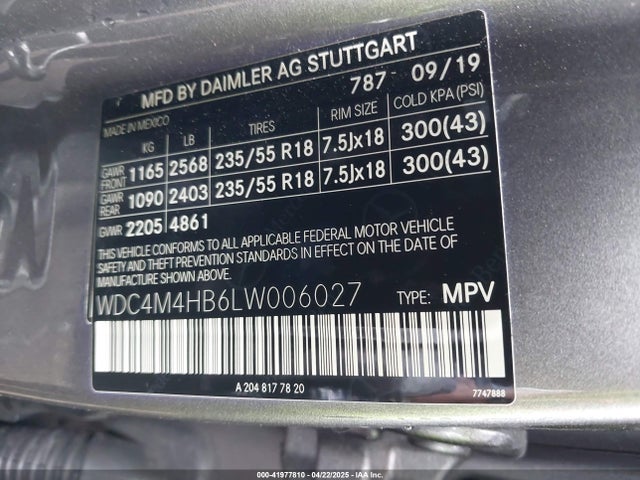 MFD BY DAIMLER AG STUTTGART
787 09/19
MADE IN MEXICO
KG LB TIRES RIM SIZE COLD KPA (PSI)
GAWR FRONT 1165 2568 235/55 R18 7.5Jx18 300(43)
GAWR REAR 1090 2403 235/55 R18 7.5Jx18 300(43)
GVWR 2205 4861
THIS VEHICLE CONFORMS TO ALL APPLICABLE FEDERAL MOTOR VEHICLE
SAFETY AND THEFT PREVENTION STANDARDS IN EFFECT ON THE DATE OF
MANUFACTURE SHOWN ABOVE.
WDC4M4HB6LW006027 TYPE: MPV
A 204 817 78 20 7747888
000-41977810 - 04/22/2025 - IAA, Inc.